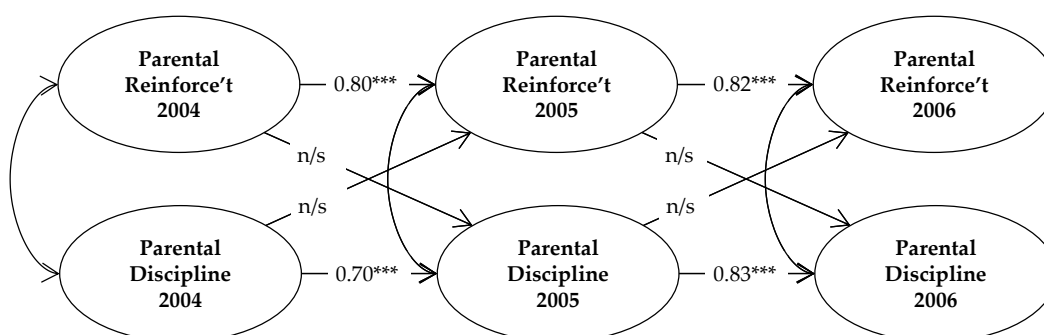 Parental
Reinforce't
2004
0.80***
Parental
Reinforce't
2005
0.82***
Parental
Reinforce't
2006
n/s
n/s
n/s
n/s
Parental
Discipline
2004
0.70***
Parental
Discipline
2005
0.83***
Parental
Discipline
2006